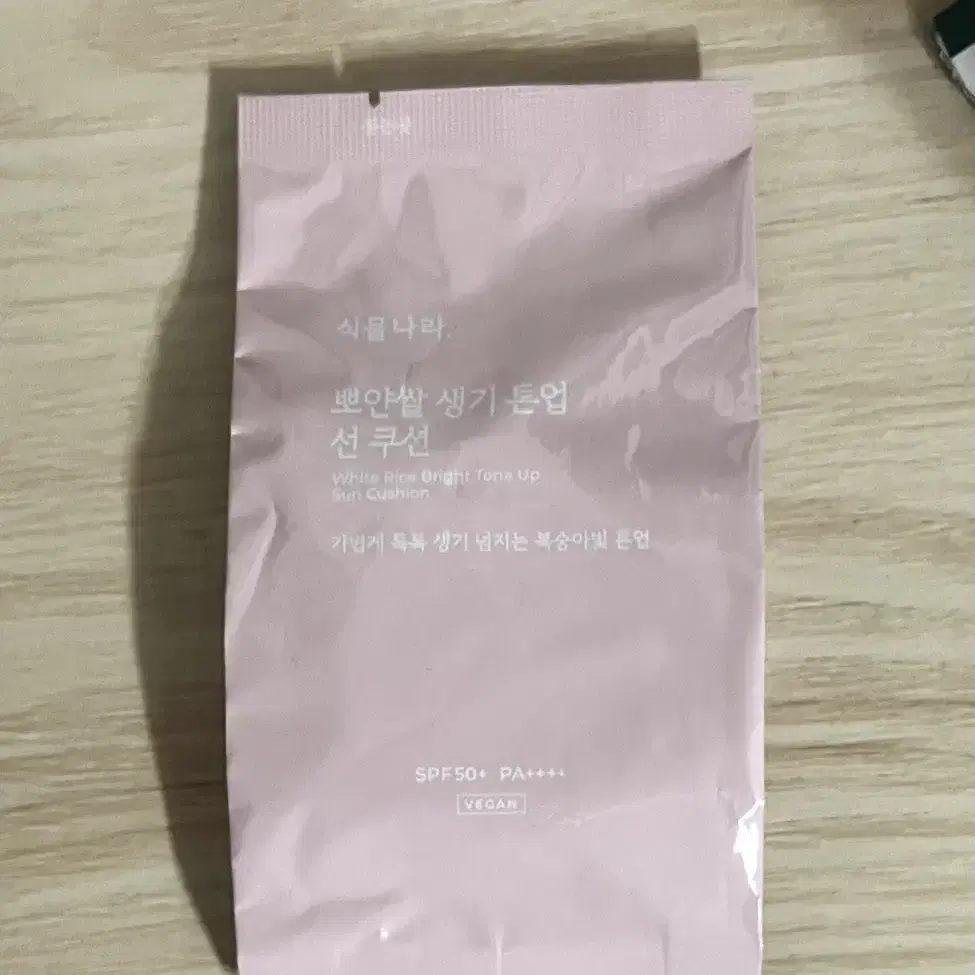 식물나라.
뽀얀쌀 생기 톤업
선 쿠션
White Rice Bright Tone Up
Sun Cushion
가볍게 톡톡 생기 넘치는 복숭아빛 톤업
SPF50+ PA++++
VEGAN